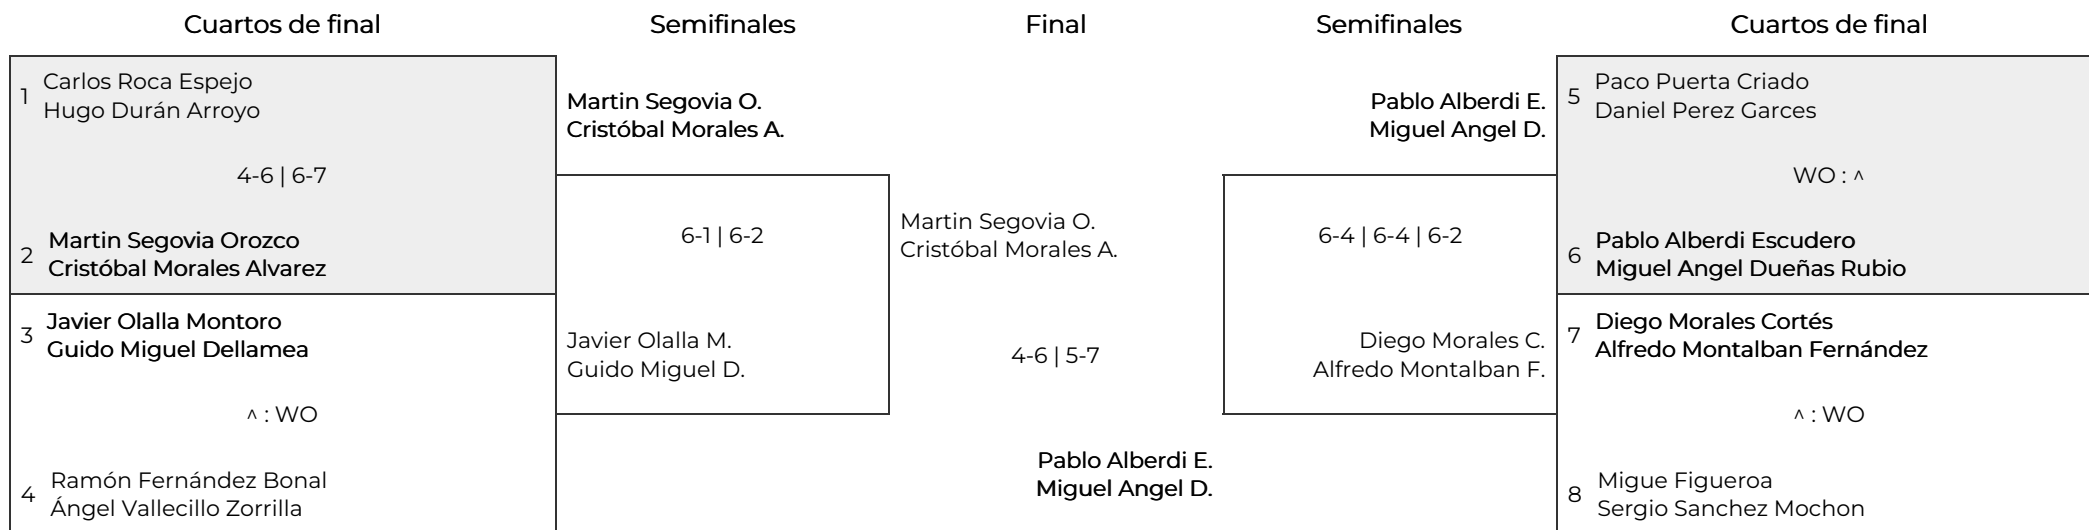 Cuartos de final
Semifinales
Final
Semifinales
Cuartos de final
1
Carlos Roca Espejo
Hugo Durán Arroyo
4-6 | 6-7
2
Martin Segovia Orozco
Cristóbal Morales Alvarez
3
Javier Olalla Montoro
Guido Miguel Dellamea
^ : WO
4
Ramón Fernández Bonal
Ángel Vallecillo Zorrilla
Martin Segovia O.
Cristóbal Morales A.
6-1 | 6-2
Javier Olalla M.
Guido Miguel D.
Martin Segovia O.
Cristóbal Morales A.
4-6 | 5-7
Pablo Alberdi E.
Miguel Angel D.
Pablo Alberdi E.
Miguel Angel D.
6-4 | 6-4 | 6-2
Diego Morales C.
Alfredo Montalban F.
5
Paco Puerta Criado
Daniel Perez Garces
WO : ^
6
Pablo Alberdi Escudero
Miguel Angel Dueñas Rubio
7
Diego Morales Cortés
Alfredo Montalban Fernández
^ : WO
8
Migue Figueroa
Sergio Sanchez Mochon